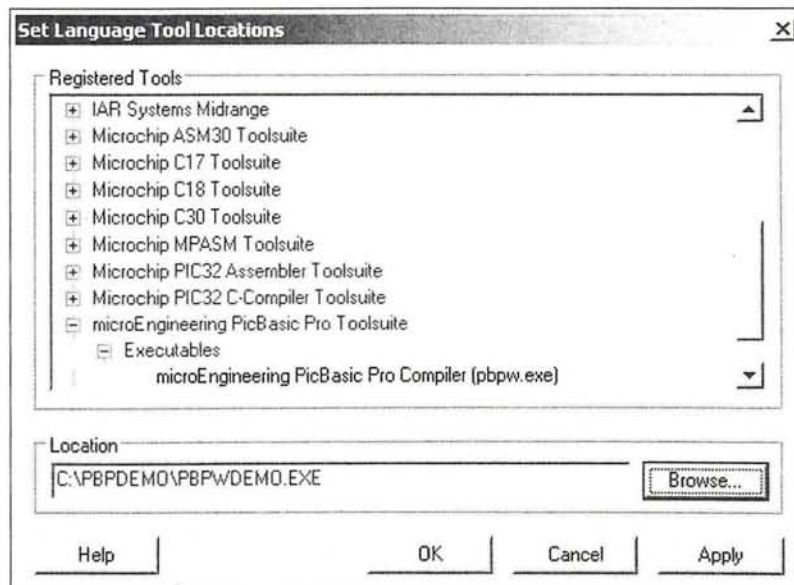 Set Language Tool Locations
Registered Tools
IAR Systems Midrange
Microchip ASM30 Toolsuite
Microchip C17 Toolsuite
Microchip C18 Toolsuite
Microchip C30 Toolsuite
Microchip MPASM Toolsuite
Microchip PIC32 Assembler Toolsuite
Microchip PIC32 C-Compiler Toolsuite
microEngineering PicBasic Pro Toolsuite
Executables
microEngineering PicBasic Pro Compiler (pbpw.exe)
Location
C:\PBPDEMO\PBPWDEMO.EXE
Browse...
Help OK Cancel Apply